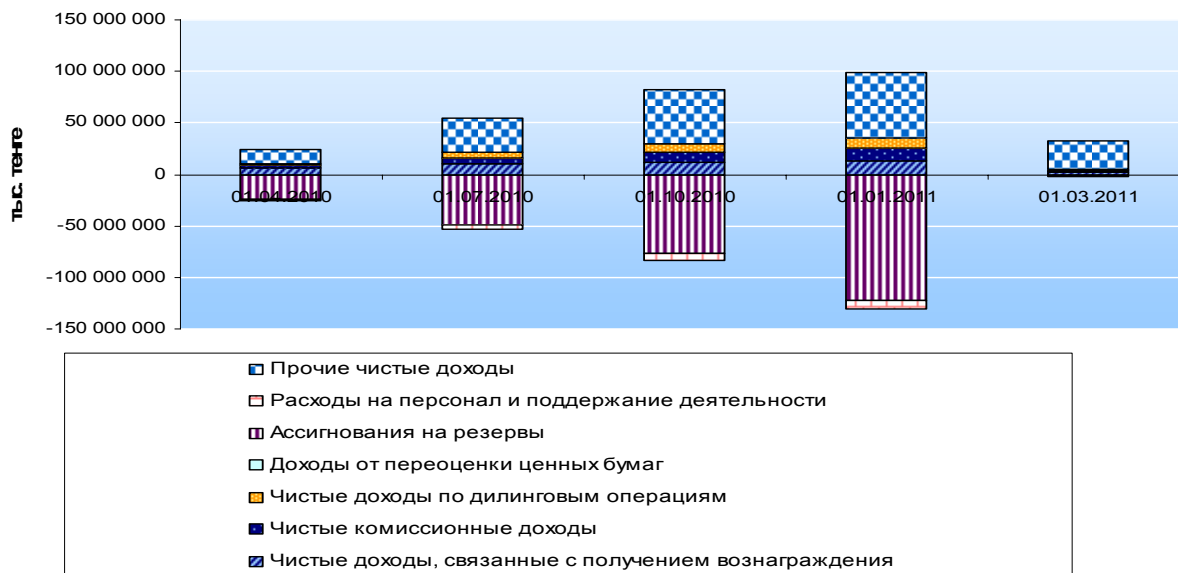 150 000 000
100 000 000
50 000 000
0
-50 000 000
-100 000 000
-150 000 000
тыс. тенге
01.04.2010 01.07.2010 01.10.2010 01.01.2011 01.03.2011
Прочие чистые доходы
Расходы на персонал и поддержание деятельности
Ассигнования на резервы
Доходы от переоценки ценных бумаг
Чистые доходы по дилинговым операциям
Чистые комиссионные доходы
Чистые доходы, связанные с получением вознаграждения